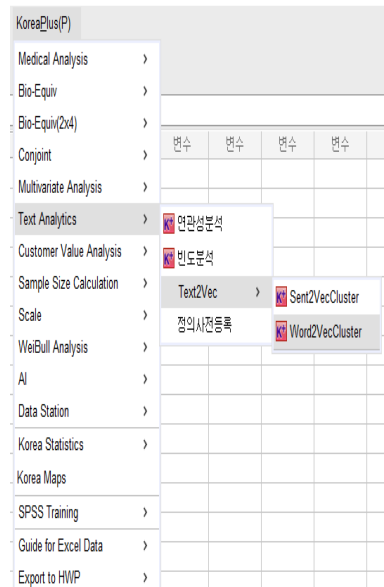 KoreaPlus(P)
Medical Analysis
Bio-Equiv
Bio-Equiv(2x4)
Conjoint
변수 변수 변수 변수
Multivariate Analysis
Text Analytics
연관성분석
Customer Value Analysis
빈도분석
Sample Size Calculation
Text2Vec
Sent2VecCluster
Scale
정의사전등록
Word2VecCluster
WeiBull Analysis
AI
Data Station
Korea Statistics
Korea Maps
SPSS Training
Guide for Excel Data
Export to HWP